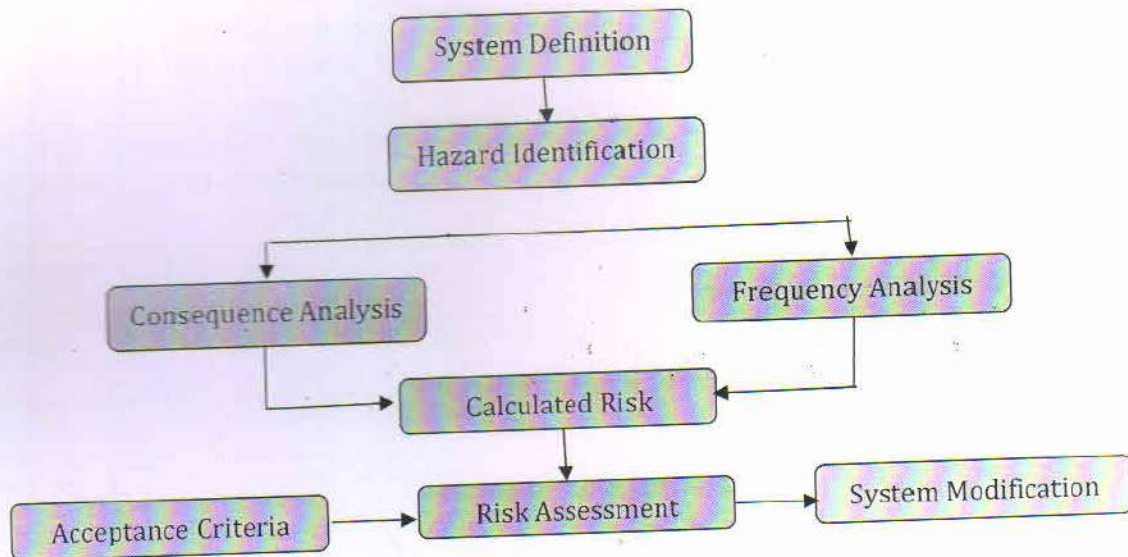 System Definition
Hazard Identification
Consequence Analysis
Frequency Analysis
Calculated Risk
Acceptance Criteria
Risk Assessment
System Modification